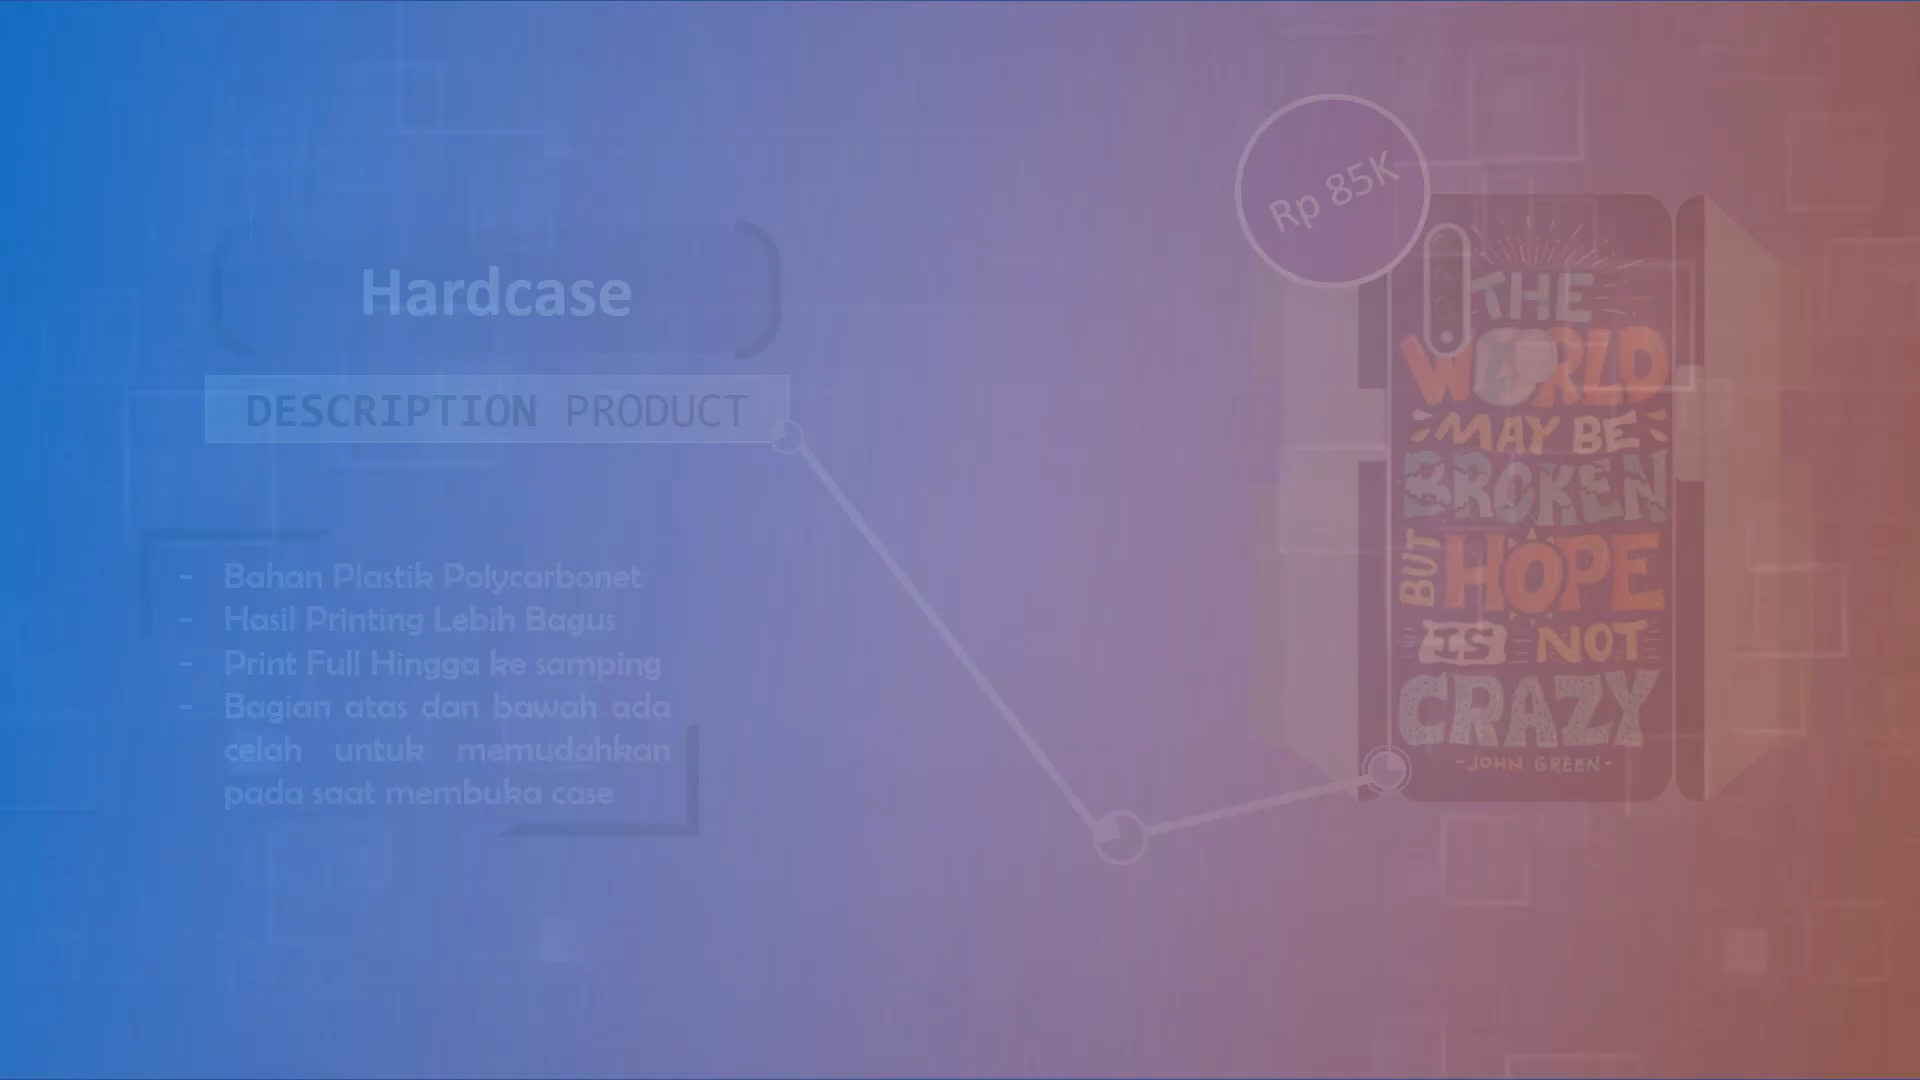 Hardcase
DESCRIPTION PRODUCT
- Bahan Plastik Polycarbonet
- Hasil Printing Lebih Bagus
- Print Full Hingga ke samping
- Bagian atas dan bawah ada
celah untuk memudahkan
pada saat membuka case
Rp 85K
THE
WORLD
MAY BE
BROKEN
BUT HOPE
IS NOT
CRAZY
-JOHN GREEN-